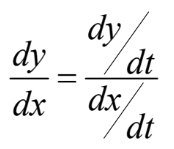 dy/dx = (dy/dt)/(dx/dt)